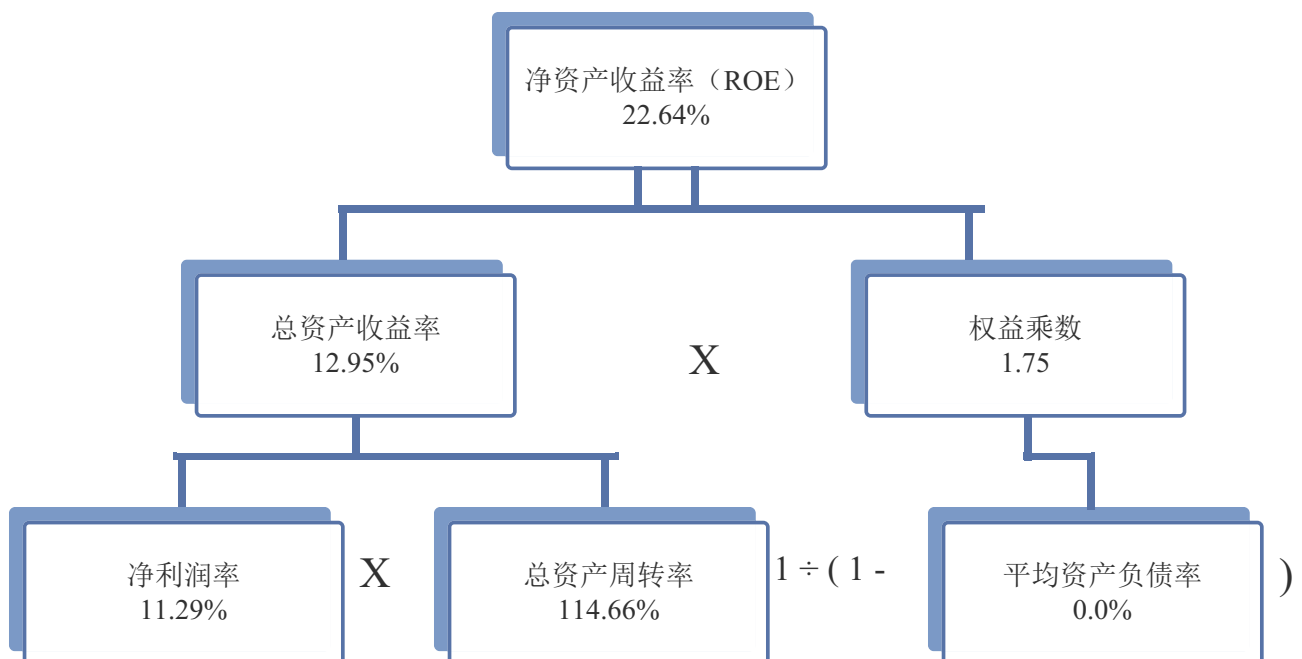 净资产收益率（ROE）
22.64%
总资产收益率
12.95%
X
权益乘数
1.75
净利润率
11.29%
X
总资产周转率
114.66%
1 ÷ ( 1 -
平均资产负债率
0.0%
)